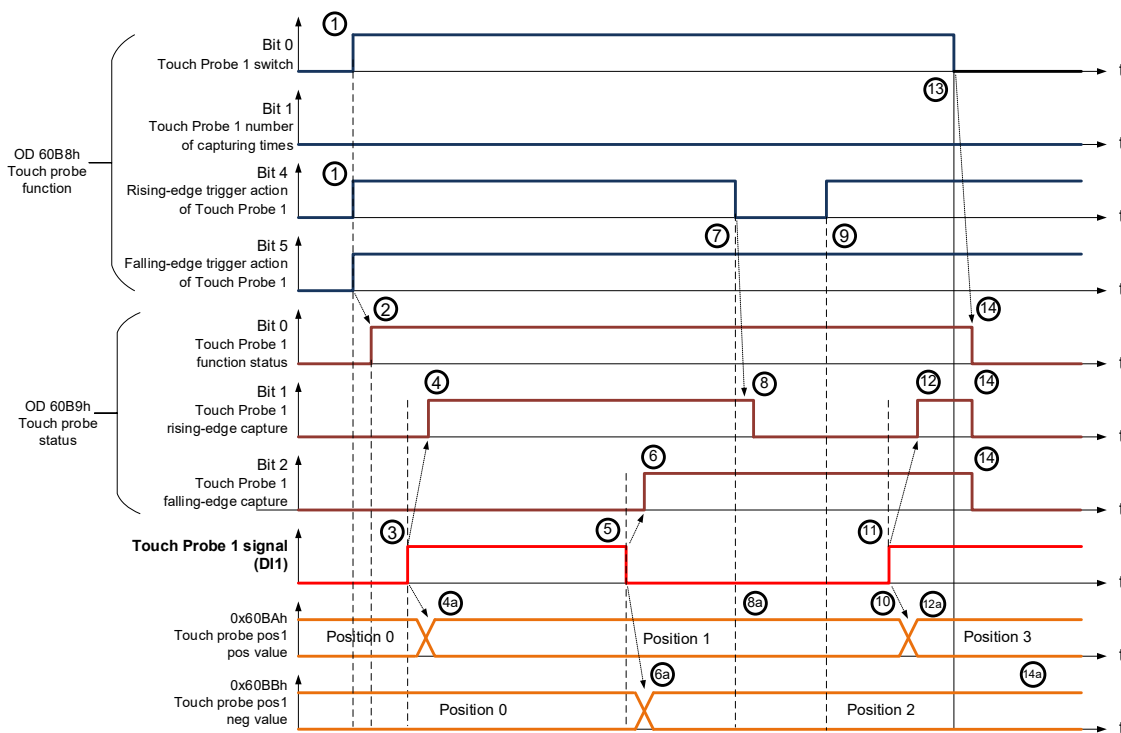 1
Bit 0
Touch Probe 1 switch
t
13
Bit 1
Touch Probe 1 number
of capturing times
t
OD 60B8h
Touch probe
function
1
Bit 4
Rising-edge trigger action
of Touch Probe 1
t
7
9
Bit 5
Falling-edge trigger action
of Touch Probe 1
t
2
14
Bit 0
Touch Probe 1
function status
t
4
8
12
14
Bit 1
Touch Probe 1
rising-edge capture
t
OD 60B9h
Touch probe
status
6
14
Bit 2
Touch Probe 1
falling-edge capture
t
3
5
11
Touch Probe 1 signal
(DI1)
t
4a
8a
10
12a
0x60BAh
Touch probe pos1
pos value
Position 0
Position 1
Position 3
t
6a
14a
0x60BBh
Touch probe pos1
neg value
Position 0
Position 2
t